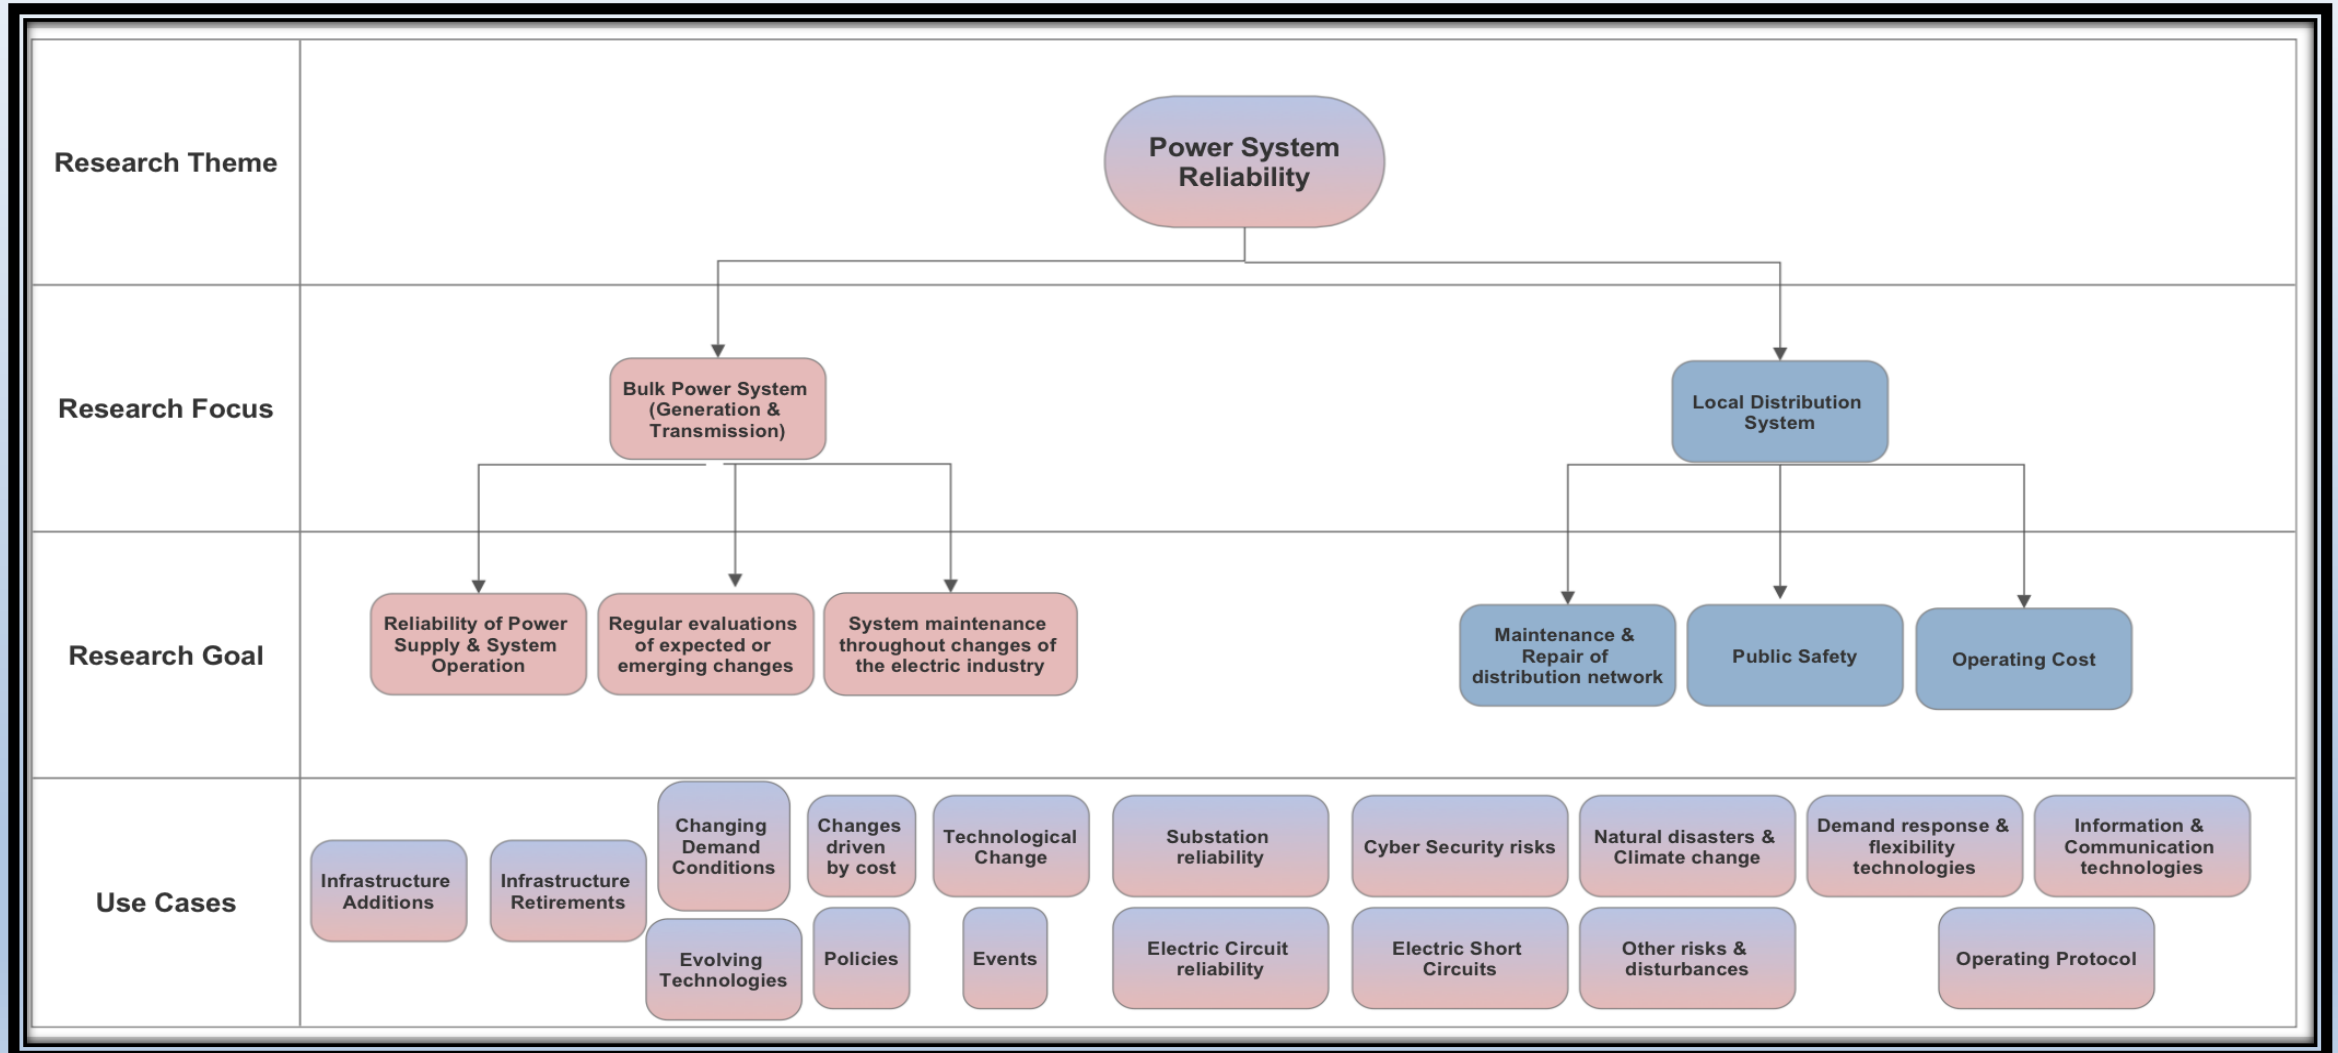 Research Theme
Power System
Reliability
Research Focus
Bulk Power System
(Generation &
Transmission)
Local Distribution
System
Research Goal
Reliability of Power
Supply & System
Operation
Regular evaluations
of expected or
emerging changes
System maintenance
throughout changes of
the electric industry
Maintenance &
Repair of
distribution network
Public Safety
Operating Cost
Use Cases
Infrastructure
Additions
Infrastructure
Retirements
Changing
Demand
Conditions
Changes
driven
by cost
Technological
Change
Substation
reliability
Cyber Security risks
Natural disasters &
Climate change
Demand response &
flexibility
technologies
Information &
Communication
technologies
Evolving
Technologies
Policies
Events
Electric Circuit
reliability
Electric Short
Circuits
Other risks &
disturbances
Operating Protocol